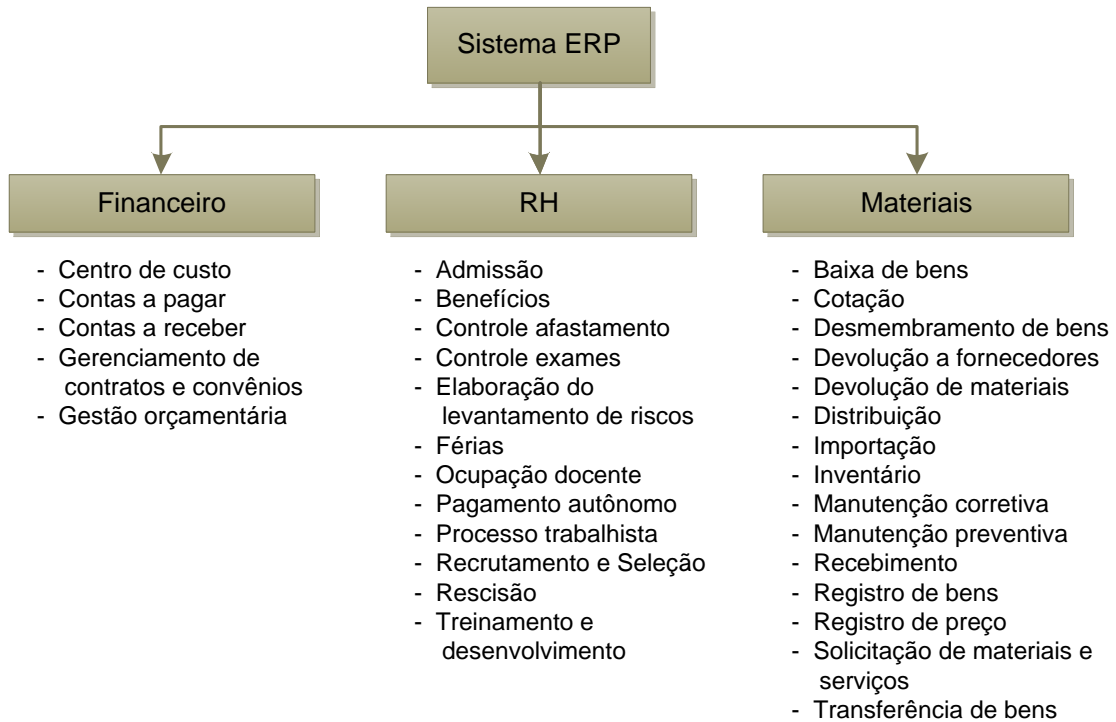 Sistema ERP
Financeiro
- Centro de custo
- Contas a pagar
- Contas a receber
- Gerenciamento de
contratos e convênios
- Gestão orçamentária
RH
- Admissão
- Benefícios
- Controle afastamento
- Controle exames
- Elaboração do
levantamento de riscos
- Férias
- Ocupação docente
- Pagamento autônomo
- Processo trabalhista
- Recrutamento e Seleção
- Rescisão
- Treinamento e
desenvolvimento
Materiais
- Baixa de bens
- Cotação
- Desmembramento de bens
- Devolução a fornecedores
- Devolução de materiais
- Distribuição
- Importação
- Inventário
- Manutenção corretiva
- Manutenção preventiva
- Recebimento
- Registro de bens
- Registro de preço
- Solicitação de materiais e
serviços
- Transferência de bens